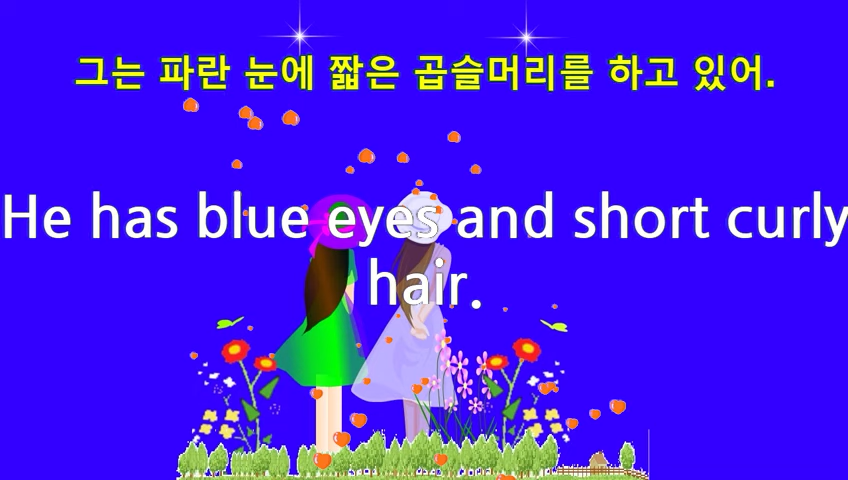 그는 파란 눈에 짧은 곱슬머리를 하고 있어.
He has blue eyes and short curly
hair.